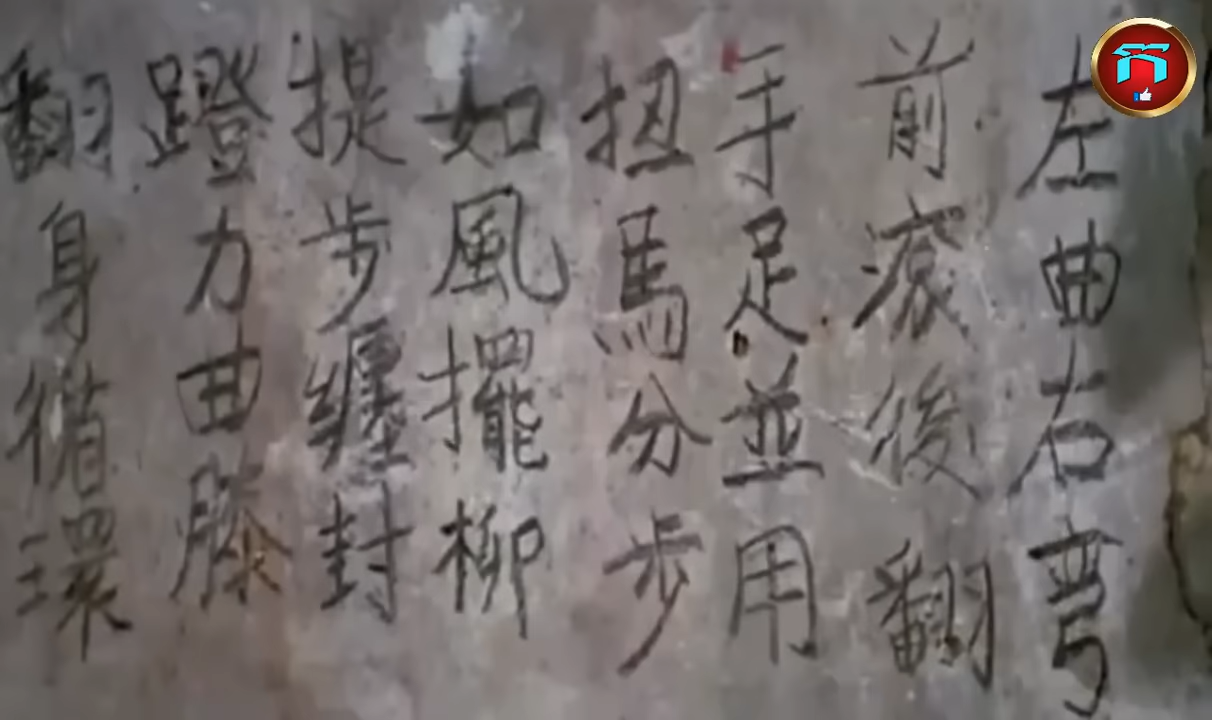 左曲右弯
前滚後翻
手足並用
扭馬分步
如風擺柳
提步纏封
蹬力曲膝
翻身循環